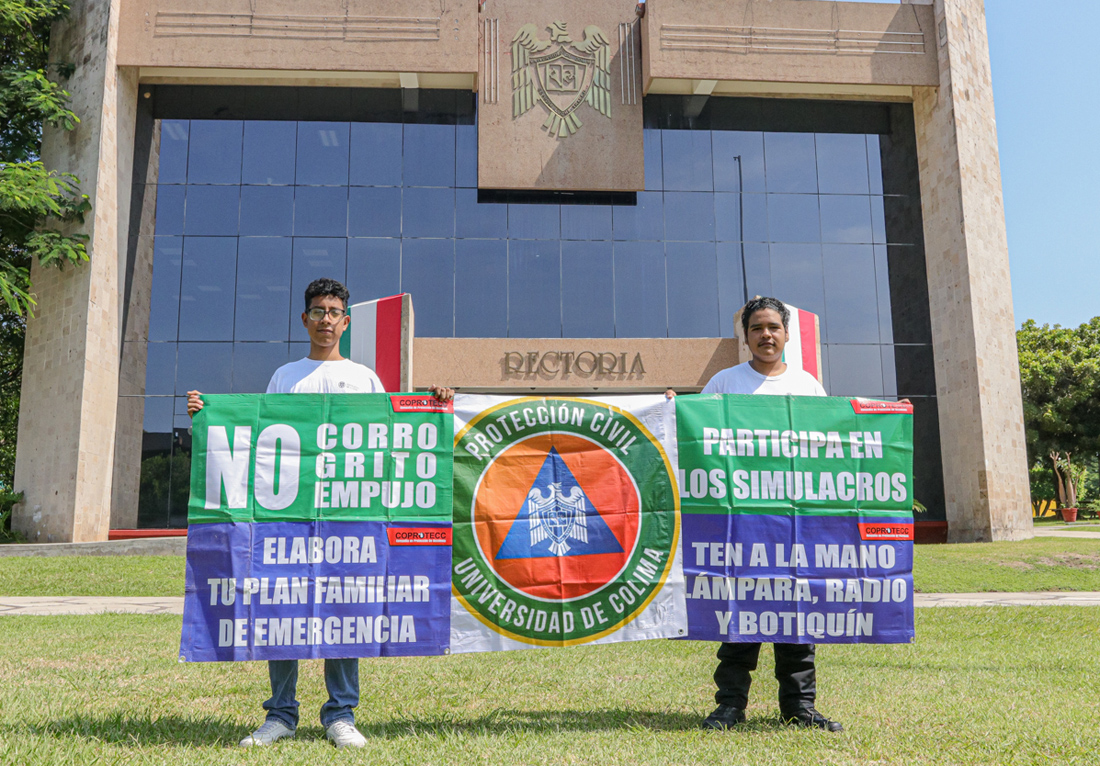 RECTORIA
COPROTECC
NO
CORRO
GRITO
EMPUJO
COPROTECC
ELABORA
TU PLAN FAMILIAR
DE EMERGENCIA
PROTECCIÓN CIVIL
UNIVERSIDAD DE COLIMA
COPROTECC
PARTICIPA EN
LOS SIMULACROS
COPROTECC
TEN A LA MANO
LÁMPARA, RADIO
Y BOTIQUÍN